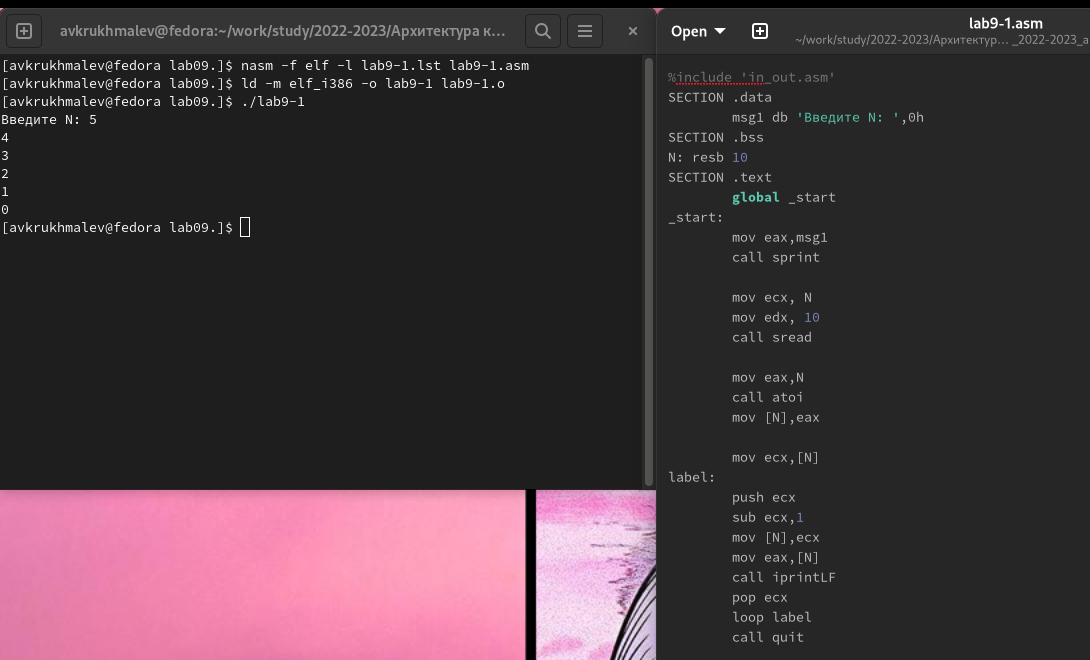 avkrukhmalev@fedora:~/work/study/2022-2023/Архитектура к...
[avkrukhmalev@fedora lab09.]$ nasm -f elf -l lab9-1.lst lab9-1.asm
[avkrukhmalev@fedora lab09.]$ ld -m elf_i386 -o lab9-1 lab9-1.o
[avkrukhmalev@fedora lab09.]$ ./lab9-1
Введите N: 5
4
3
2
1
0
[avkrukhmalev@fedora lab09.]$
Open
lab9-1.asm
~/work/study/2022-2023/Архитектур... _2022-2023_a
%include 'in_out.asm'
SECTION .data
msg1 db 'Введите N: ',0h
SECTION .bss
N: resb 10
SECTION .text
global _start
_start:
mov eax,msg1
call sprint
mov ecx, N
mov edx, 10
call sread
mov eax,N
call atoi
mov [N],eax
mov ecx,[N]
label:
push ecx
sub ecx,1
mov [N],ecx
mov eax,[N]
call iprintLF
pop ecx
loop label
call quit